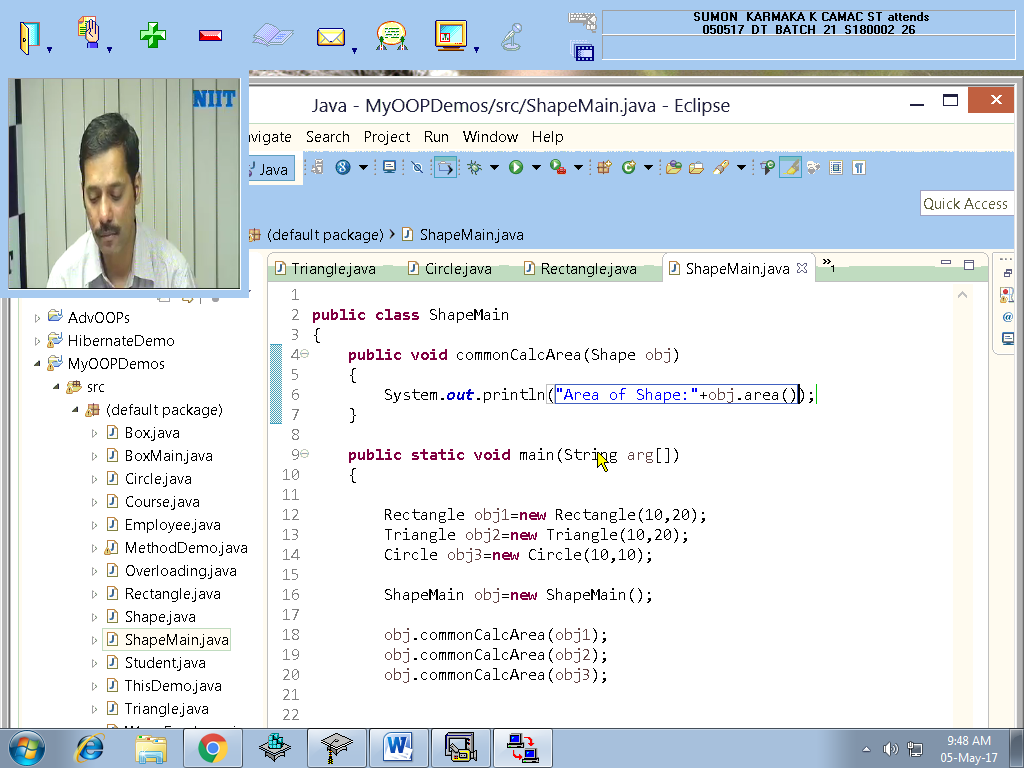 SUMON KARMAKA K CAMAC ST attends
050517 DT BATCH 21 S180002 26
NIIT
Java - MyOOPDemos/src/ShapeMain.java - Eclipse
vigate Search Project Run Window Help
Java
Quick Access
(default package) ShapeMain.java
Triangle.java Circle.java Rectangle.java ShapeMain.java »1
AdvOOPs
HibernateDemo
MyOOPDemos
src
(default package)
Box.java
BoxMain.java
Circle.java
Course.java
Employee.java
MethodDemo.java
Overloading.java
Rectangle.java
Shape.java
ShapeMain.java
Student.java
ThisDemo.java
Triangle.java
1
2 public class ShapeMain
3 {
4 public void commonCalcArea(Shape obj)
5 {
6 System.out.println("Area of Shape:"+obj.area());
7 }
8
9 public static void main(String arg[])
10 {
11
12 Rectangle obj1=new Rectangle(10,20);
13 Triangle obj2=new Triangle(10,20);
14 Circle obj3=new Circle(10,10);
15
16 ShapeMain obj=new ShapeMain();
17
18 obj.commonCalcArea(obj1);
19 obj.commonCalcArea(obj2);
20 obj.commonCalcArea(obj3);
21
22
9:48 AM
05-May-17